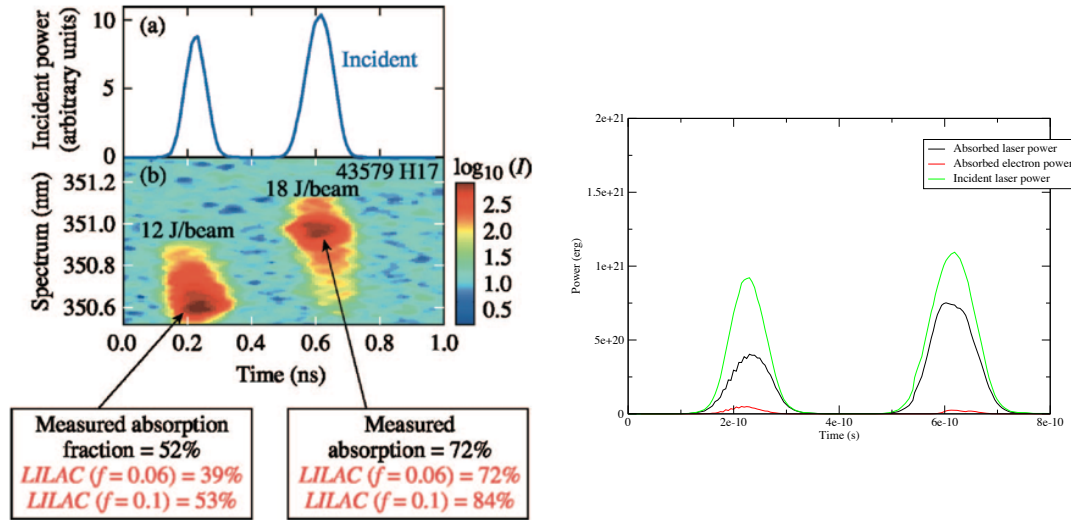 (a)
Incident power
(arbitrary units)
10
5
0
Incident
(b)
43579 H17
18 J/beam
12 J/beam
Spectrum (nm)
351.2
351.0
350.8
350.6
log10 (I)
2.5
2.0
1.5
1.0
0.5
0.0 0.2 0.4 0.6 0.8 1.0
Time (ns)
Measured absorption
fraction = 52%
LILAC (f = 0.06) = 39%
LILAC (f = 0.1) = 53%
Measured
absorption = 72%
LILAC (f = 0.06) = 72%
LILAC (f = 0.1) = 84%
Power (erg)
2e+21
1.5e+21
1e+21
5e+20
0
Absorbed laser power
Absorbed electron power
Incident laser power
0 2e-10 4e-10 6e-10 8e-10
Time (s)